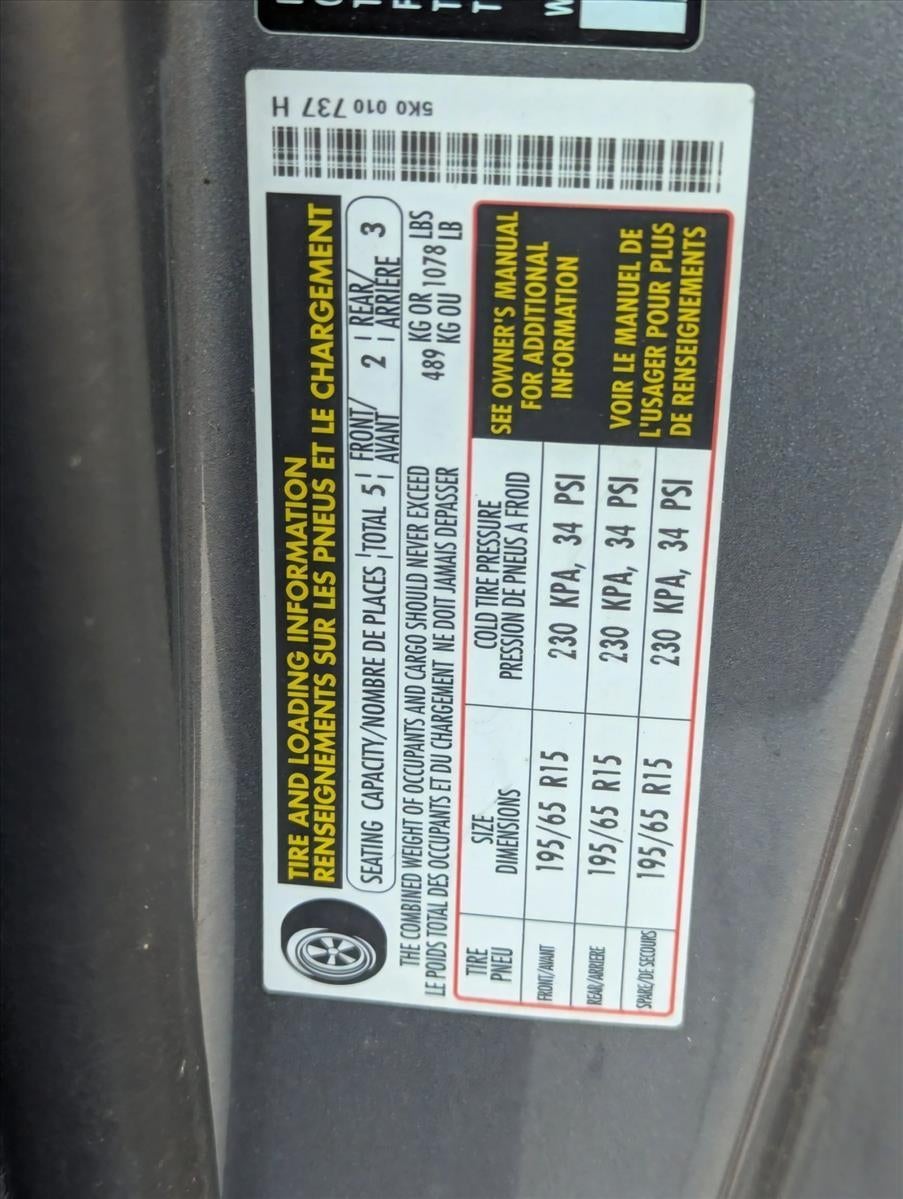 5K0 010 737 H
TIRE AND LOADING INFORMATION
RENSEIGNEMENTS SUR LES PNEUS ET LE CHARGEMENT
SEATING CAPACITY/NOMBRE DE PLACES | TOTAL 5 | FRONT/AVANT 2 | REAR/ARRIÈRE 3
THE COMBINED WEIGHT OF OCCUPANTS AND CARGO SHOULD NEVER EXCEED 489 KG OR 1078 LBS
LE POIDS TOTAL DES OCCUPANTS ET DU CHARGEMENT NE DOIT JAMAIS DEPASSER KG OU LB
TIRE SIZE COLD TIRE PRESSURE
PNEU DIMENSIONS PRESSION DE PNEUS A FROID
FRONT/AVANT 195/65 R15 230 KPA, 34 PSI
REAR/ARRIERE 195/65 R15 230 KPA, 34 PSI
SPARE/DE SECOURS 195/65 R15 230 KPA, 34 PSI
SEE OWNER'S MANUAL
FOR ADDITIONAL
INFORMATION
VOIR LE MANUEL DE
L'USAGER POUR PLUS
DE RENSEIGNEMENTS